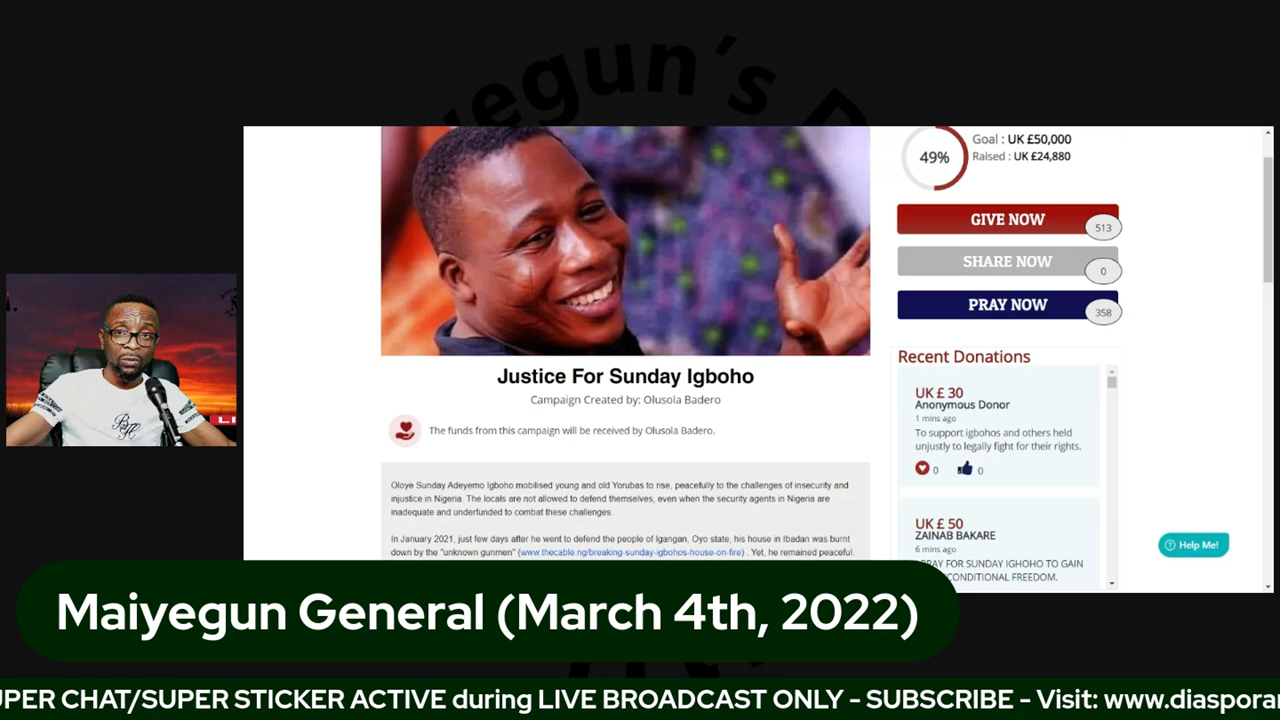 yegun's D
49%
Goal : UK £50,000
Raised : UK £24,880
GIVE NOW
513
SHARE NOW
0
PRAY NOW
358
Justice For Sunday Igboho
Campaign Created by: Olusola Badero
The funds from this campaign will be received by Olusola Badero.
Oloye Sunday Adeyemo Igboho mobilised young and old Yorubas to rise, peacefully to the challenges of insecurity and
injustice in Nigeria. The locals are not allowed to defend themselves, even when the security agents in Nigeria are
inadequate and underfunded to combat these challenges.
In January 2021, just few days after he went to defend the people of Igangan, Oyo state, his house in Ibadan was burnt
down by the "unknown gunmen" (www.thecable.ng/breaking-sunday-igbohos-house-on-fire) . Yet, he remained peaceful.
Recent Donations
UK £ 30
Anonymous Donor
1 mins ago
To support igbohos and others held
unjustly to legally fight for their rights.
0 0
UK £ 50
ZAINAB BAKARE
6 mins ago
PRAY FOR SUNDAY IGHOHO TO GAIN
CONDITIONAL FREEDOM.
Help Me!
LI
Maiyegun General (March 4th, 2022)
UPER CHAT/SUPER STICKER ACTIVE during LIVE BROADCAST ONLY - SUBSCRIBE - Visit: www.diaspora